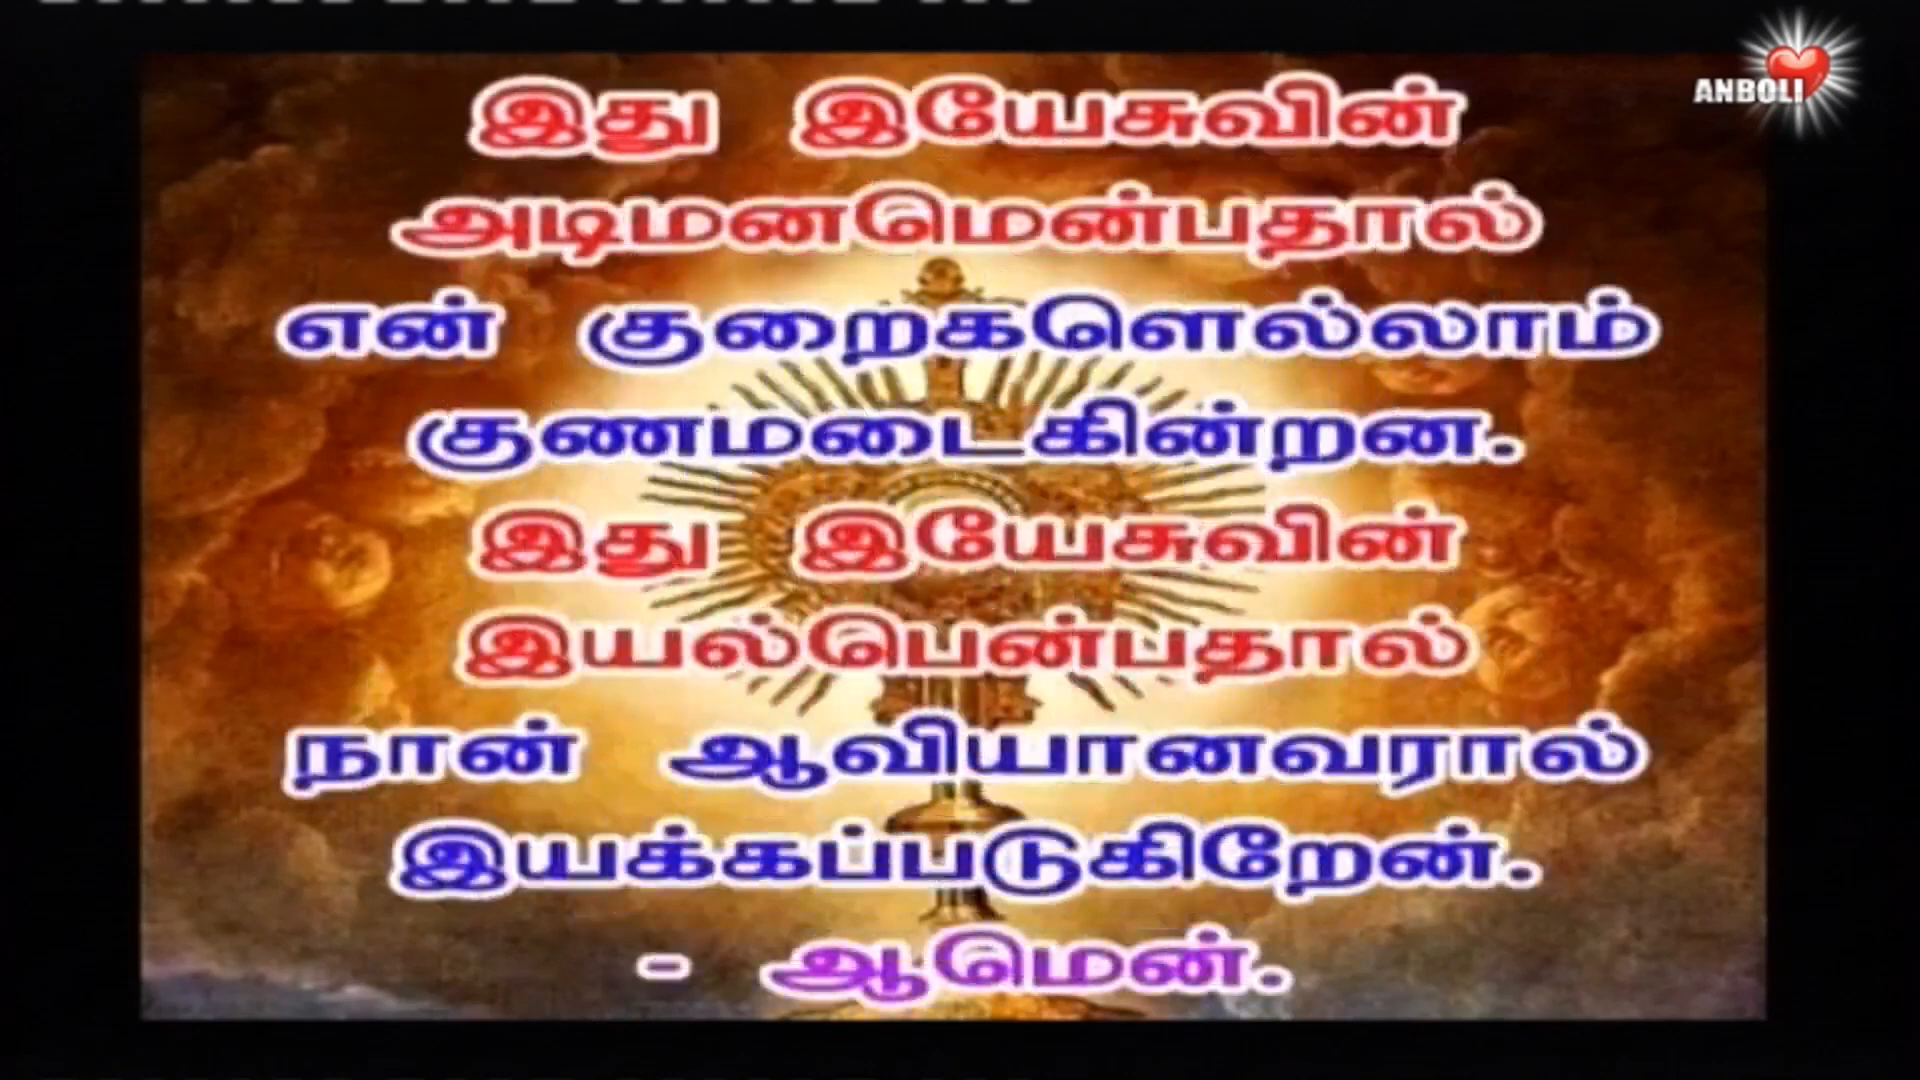 ANBOLI
இது இயேசுவின்
அடிமனமென்பதால்
என் குறைகளெல்லாம்
குணமடைகின்றன.
இது இயேசுவின்
இயல்பென்பதால்
நான் ஆவியானவரால்
இயக்கப்படுகிறேன்.
- ஆமென்.